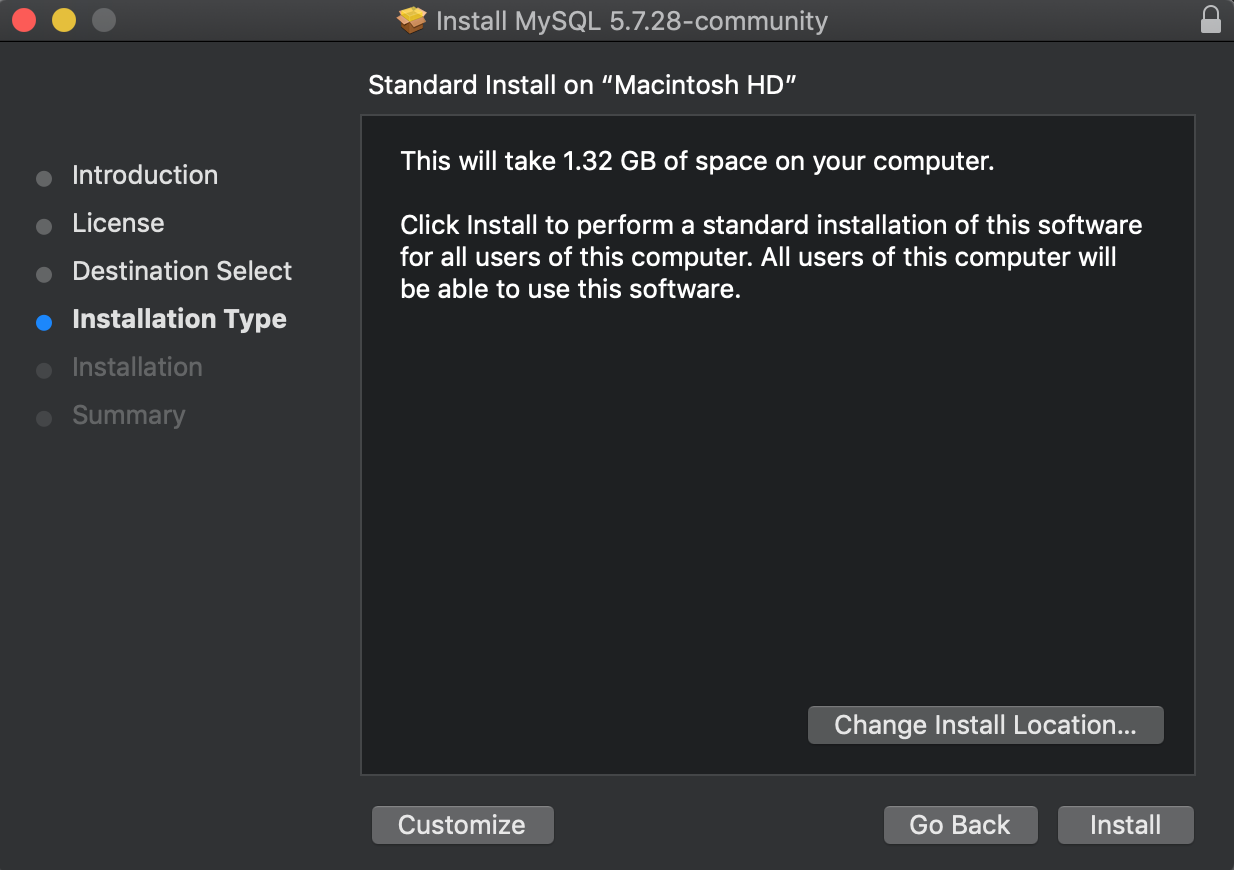 Install MySQL 5.7.28-community
Standard Install on “Macintosh HD”
Introduction
License
Destination Select
Installation Type
Installation
Summary
This will take 1.32 GB of space on your computer.
Click Install to perform a standard installation of this software
for all users of this computer. All users of this computer will
be able to use this software.
Change Install Location...
Customize
Go Back
Install